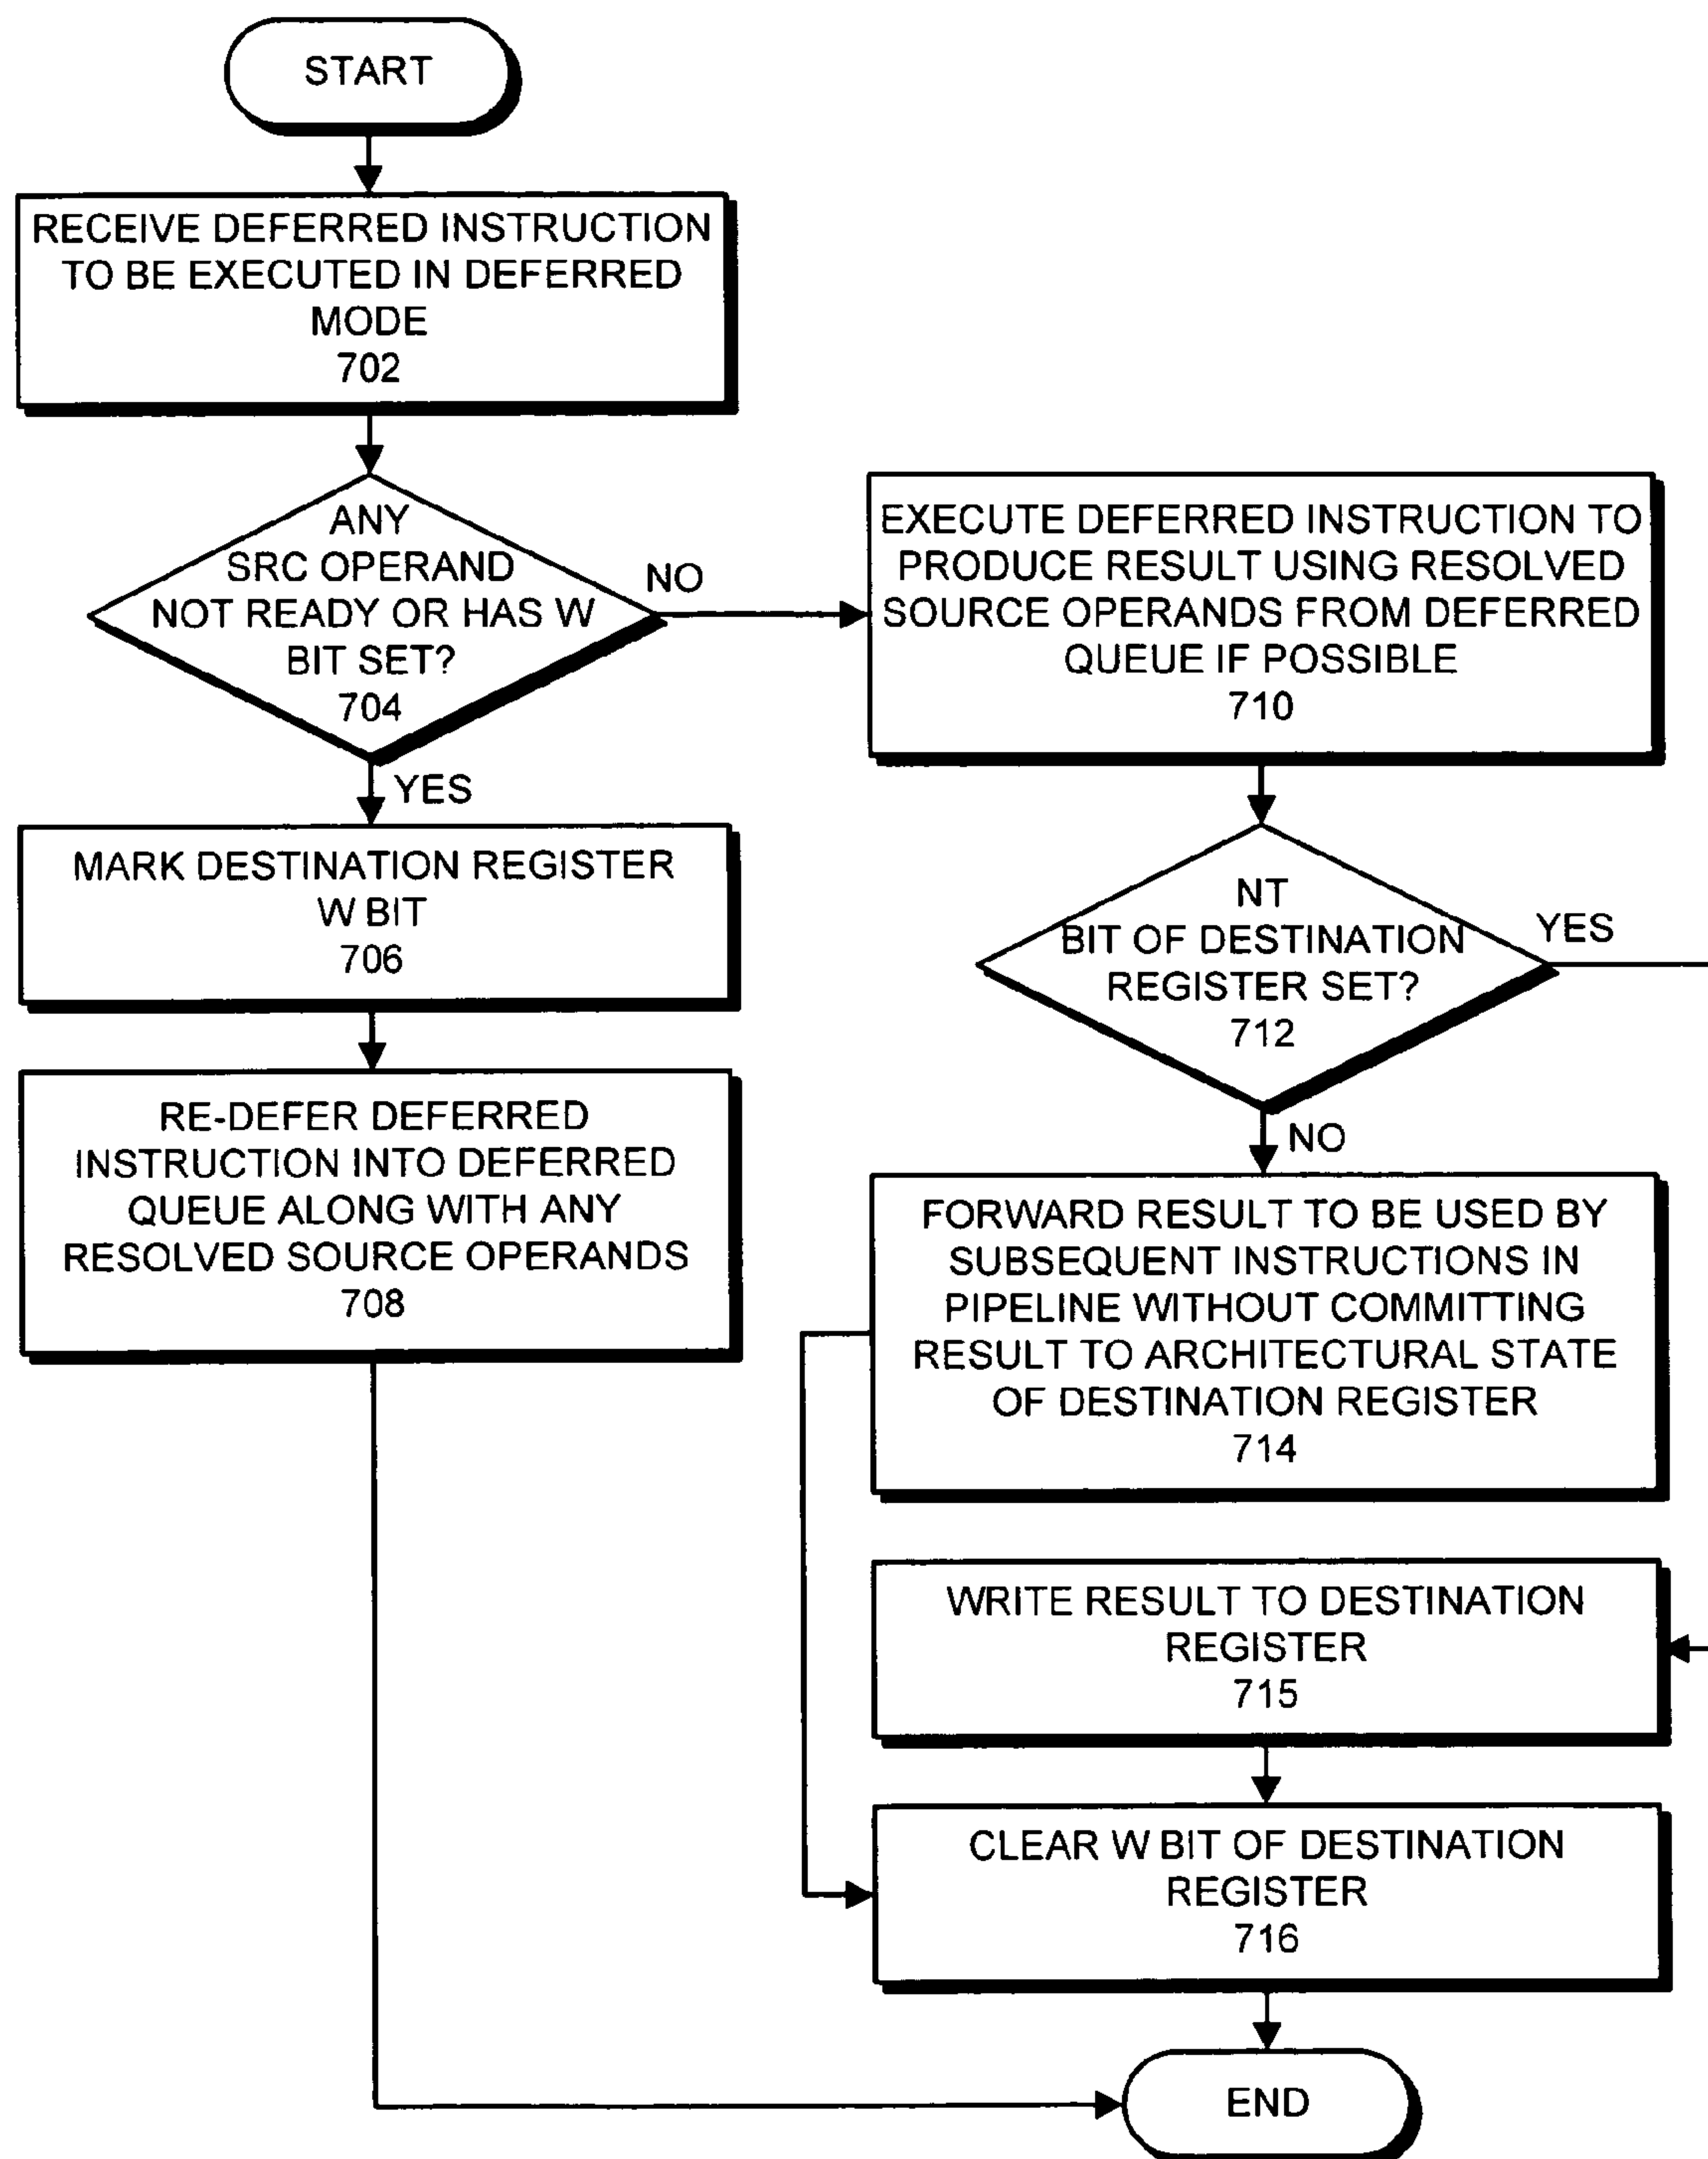 START
RECEIVE DEFERRED INSTRUCTION
TO BE EXECUTED IN DEFERRED
MODE
702
ANY
SRC OPERAND
NOT READY OR HAS W
BIT SET?
704
NO
YES
MARK DESTINATION REGISTER
W BIT
706
RE-DEFER DEFERRED
INSTRUCTION INTO DEFERRED
QUEUE ALONG WITH ANY
RESOLVED SOURCE OPERANDS
708
EXECUTE DEFERRED INSTRUCTION TO
PRODUCE RESULT USING RESOLVED
SOURCE OPERANDS FROM DEFERRED
QUEUE IF POSSIBLE
710
NT
BIT OF DESTINATION
REGISTER SET?
712
YES
NO
FORWARD RESULT TO BE USED BY
SUBSEQUENT INSTRUCTIONS IN
PIPELINE WITHOUT COMMITTING
RESULT TO ARCHITECTURAL STATE
OF DESTINATION REGISTER
714
WRITE RESULT TO DESTINATION
REGISTER
715
CLEAR W BIT OF DESTINATION
REGISTER
716
END